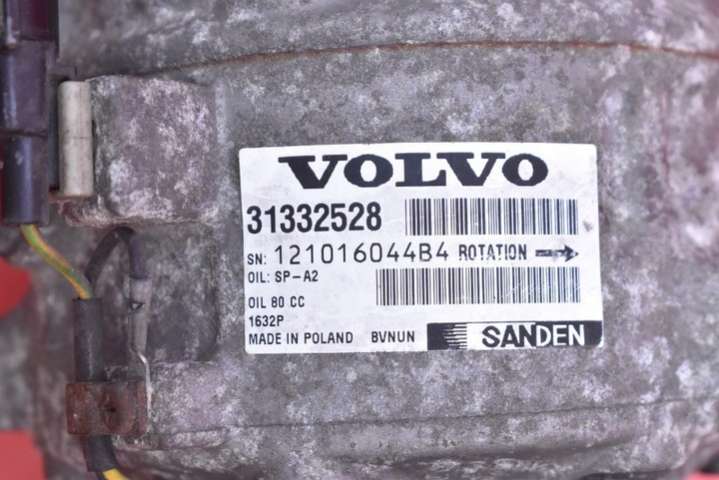 VOLVO
31332528
SN: 121016044B4 ROTATION
OIL: SP-A2
OIL 80 CC
1632P
MADE IN POLAND BVNUN SANDEN